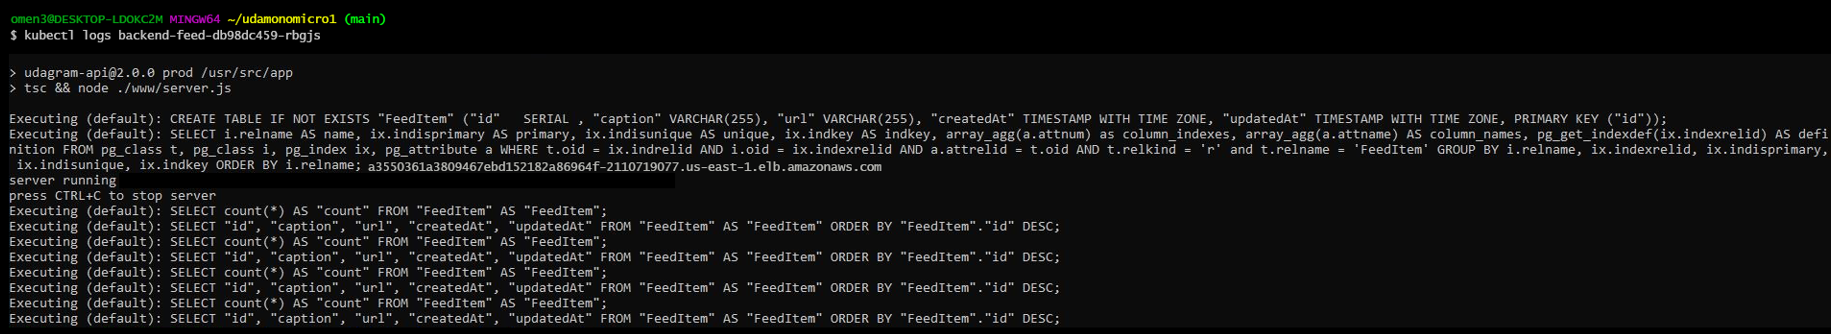 omen3@DESKTOP-LDOKC2M MINGW64 ~/udamonomicro1 (main)
$ kubectl logs backend-feed-db98dc459-rbgjs
> udagram-api@2.0.0 prod /usr/src/app
> tsc && node ./www/server.js
Executing (default): CREATE TABLE IF NOT EXISTS "FeedItem" ("id"   SERIAL , "caption" VARCHAR(255), "url" VARCHAR(255), "createdAt" TIMESTAMP WITH TIME ZONE, "updatedAt" TIMESTAMP WITH TIME ZONE, PRIMARY KEY ("id"));
Executing (default): SELECT i.relname AS name, ix.indisprimary AS primary, ix.indisunique AS unique, ix.indkey AS indkey, array_agg(a.attnum) as column_indexes, array_agg(a.attname) AS column_names, pg_get_indexdef(ix.indexrelid) AS defi
nition FROM pg_class t, pg_class i, pg_index ix, pg_attribute a WHERE t.oid = ix.indrelid AND i.oid = ix.indexrelid AND a.attrelid = t.oid AND t.relkind = 'r' and t.relname = 'FeedItem' GROUP BY i.relname, ix.indexrelid, ix.indisprimary,
ix.indisunique, ix.indkey ORDER BY i.relname; a3550361a3809467ebd152182a86964f-2110719077.us-east-1.elb.amazonaws.com
server running
press CTRL+C to stop server
Executing (default): SELECT count(*) AS "count" FROM "FeedItem" AS "FeedItem";
Executing (default): SELECT "id", "caption", "url", "createdAt", "updatedAt" FROM "FeedItem" AS "FeedItem" ORDER BY "FeedItem"."id" DESC;
Executing (default): SELECT count(*) AS "count" FROM "FeedItem" AS "FeedItem";
Executing (default): SELECT "id", "caption", "url", "createdAt", "updatedAt" FROM "FeedItem" AS "FeedItem" ORDER BY "FeedItem"."id" DESC;
Executing (default): SELECT count(*) AS "count" FROM "FeedItem" AS "FeedItem";
Executing (default): SELECT "id", "caption", "url", "createdAt", "updatedAt" FROM "FeedItem" AS "FeedItem" ORDER BY "FeedItem"."id" DESC;
Executing (default): SELECT count(*) AS "count" FROM "FeedItem" AS "FeedItem";
Executing (default): SELECT "id", "caption", "url", "createdAt", "updatedAt" FROM "FeedItem" AS "FeedItem" ORDER BY "FeedItem"."id" DESC;